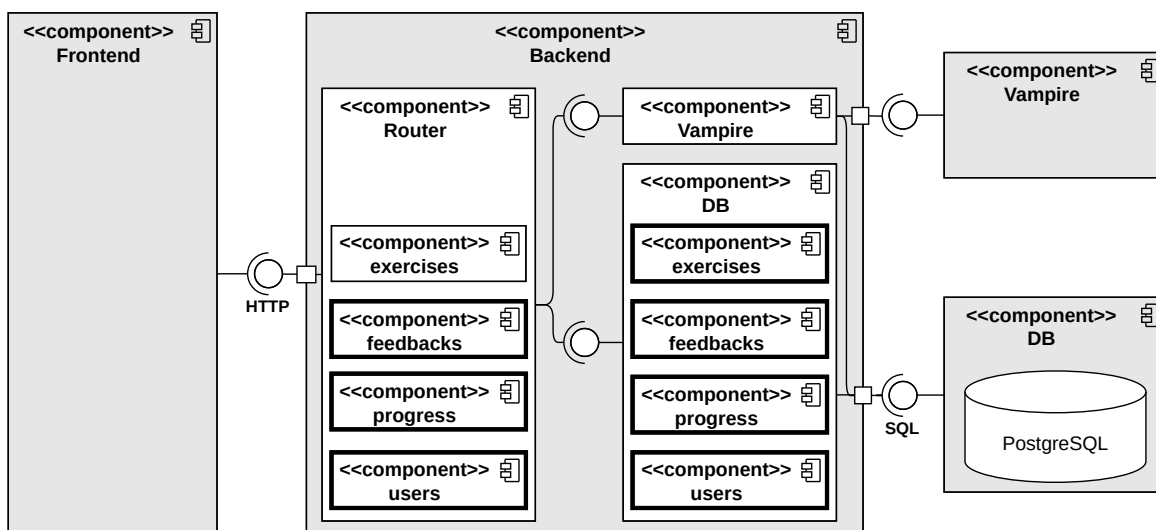 <<component>>
Frontend
HTTP
<<component>>
Backend
<<component>>
Router
<<component>>
exercises
<<component>>
feedbacks
<<component>>
progress
<<component>>
users
<<component>>
Vampire
<<component>>
DB
<<component>>
exercises
<<component>>
feedbacks
<<component>>
progress
<<component>>
users
<<component>>
Vampire
SQL
<<component>>
DB
PostgreSQL